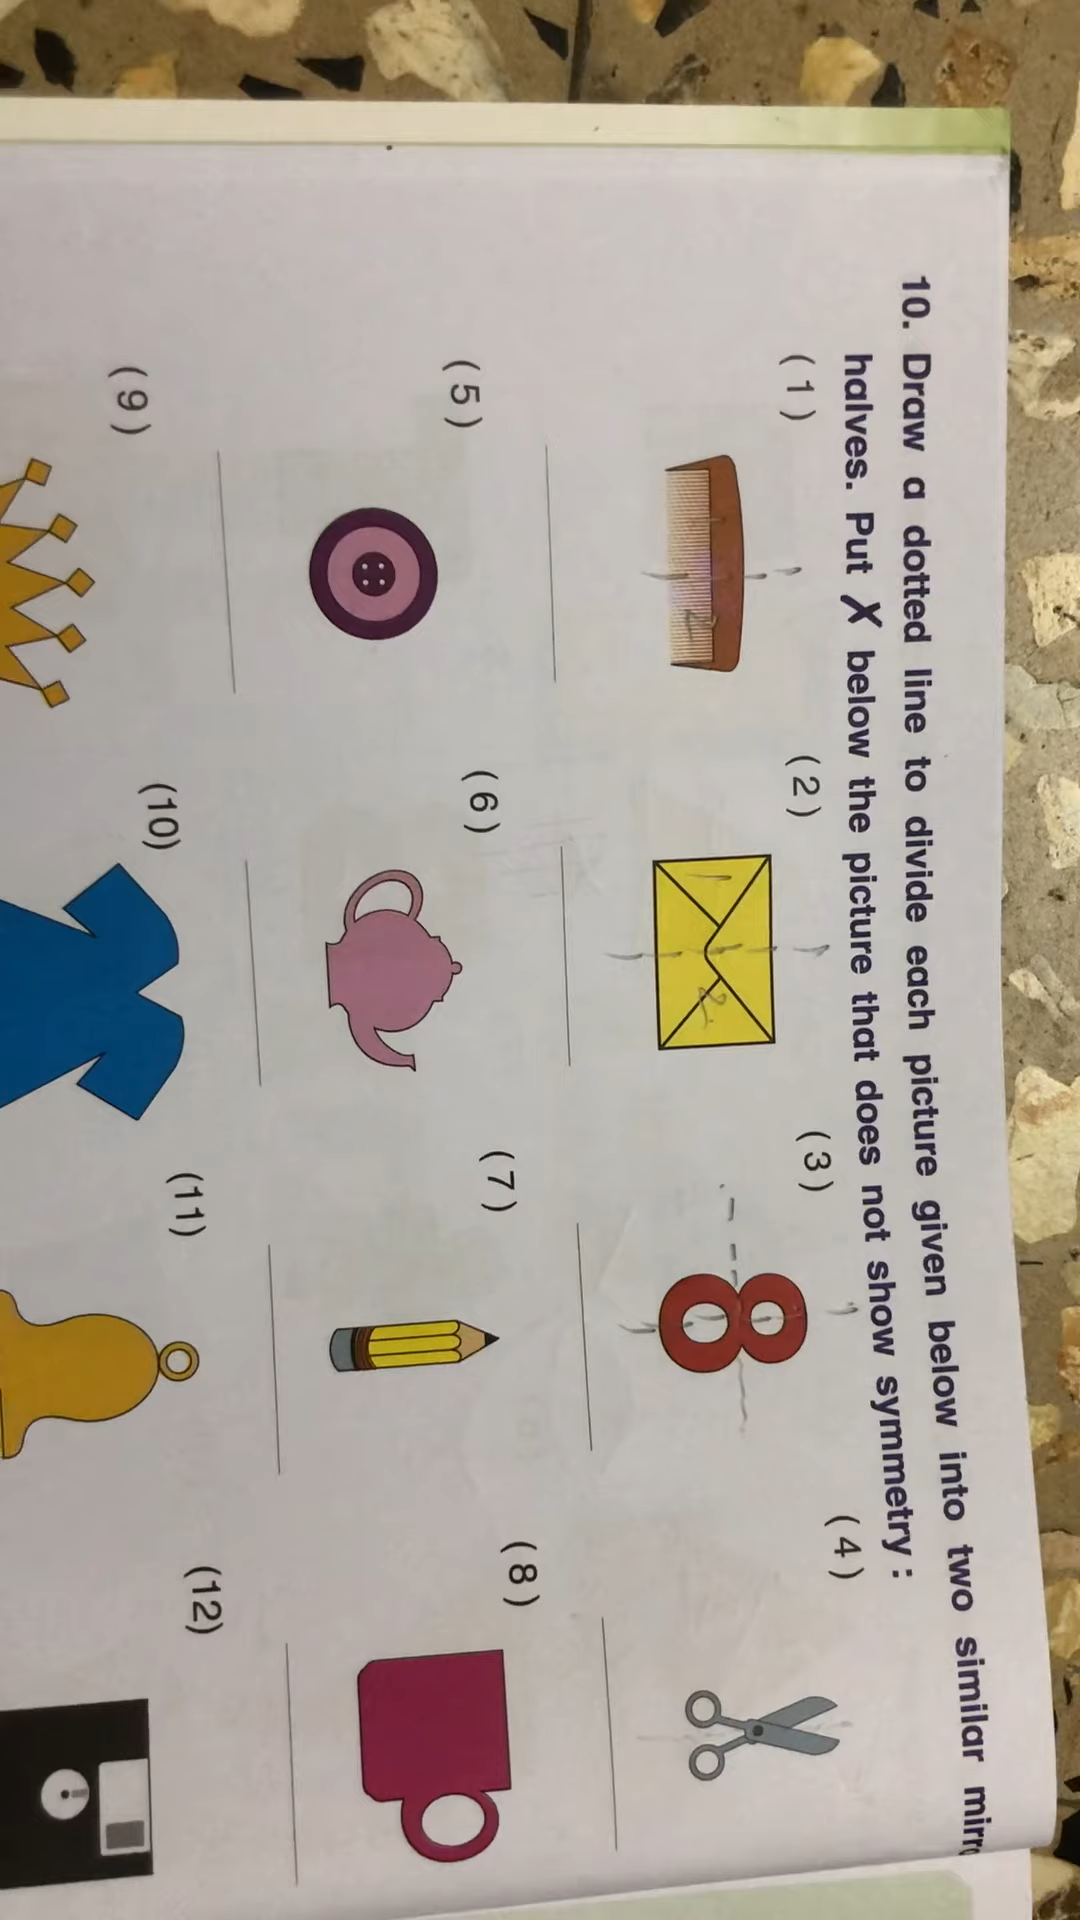 10. Draw a dotted line to divide each picture given below into two similar mirro
halves. Put ✗ below the picture that does not show symmetry :
(1) (2) (3) (4)
(5) (6) (7) (8)
(9) (10) (11) (12)